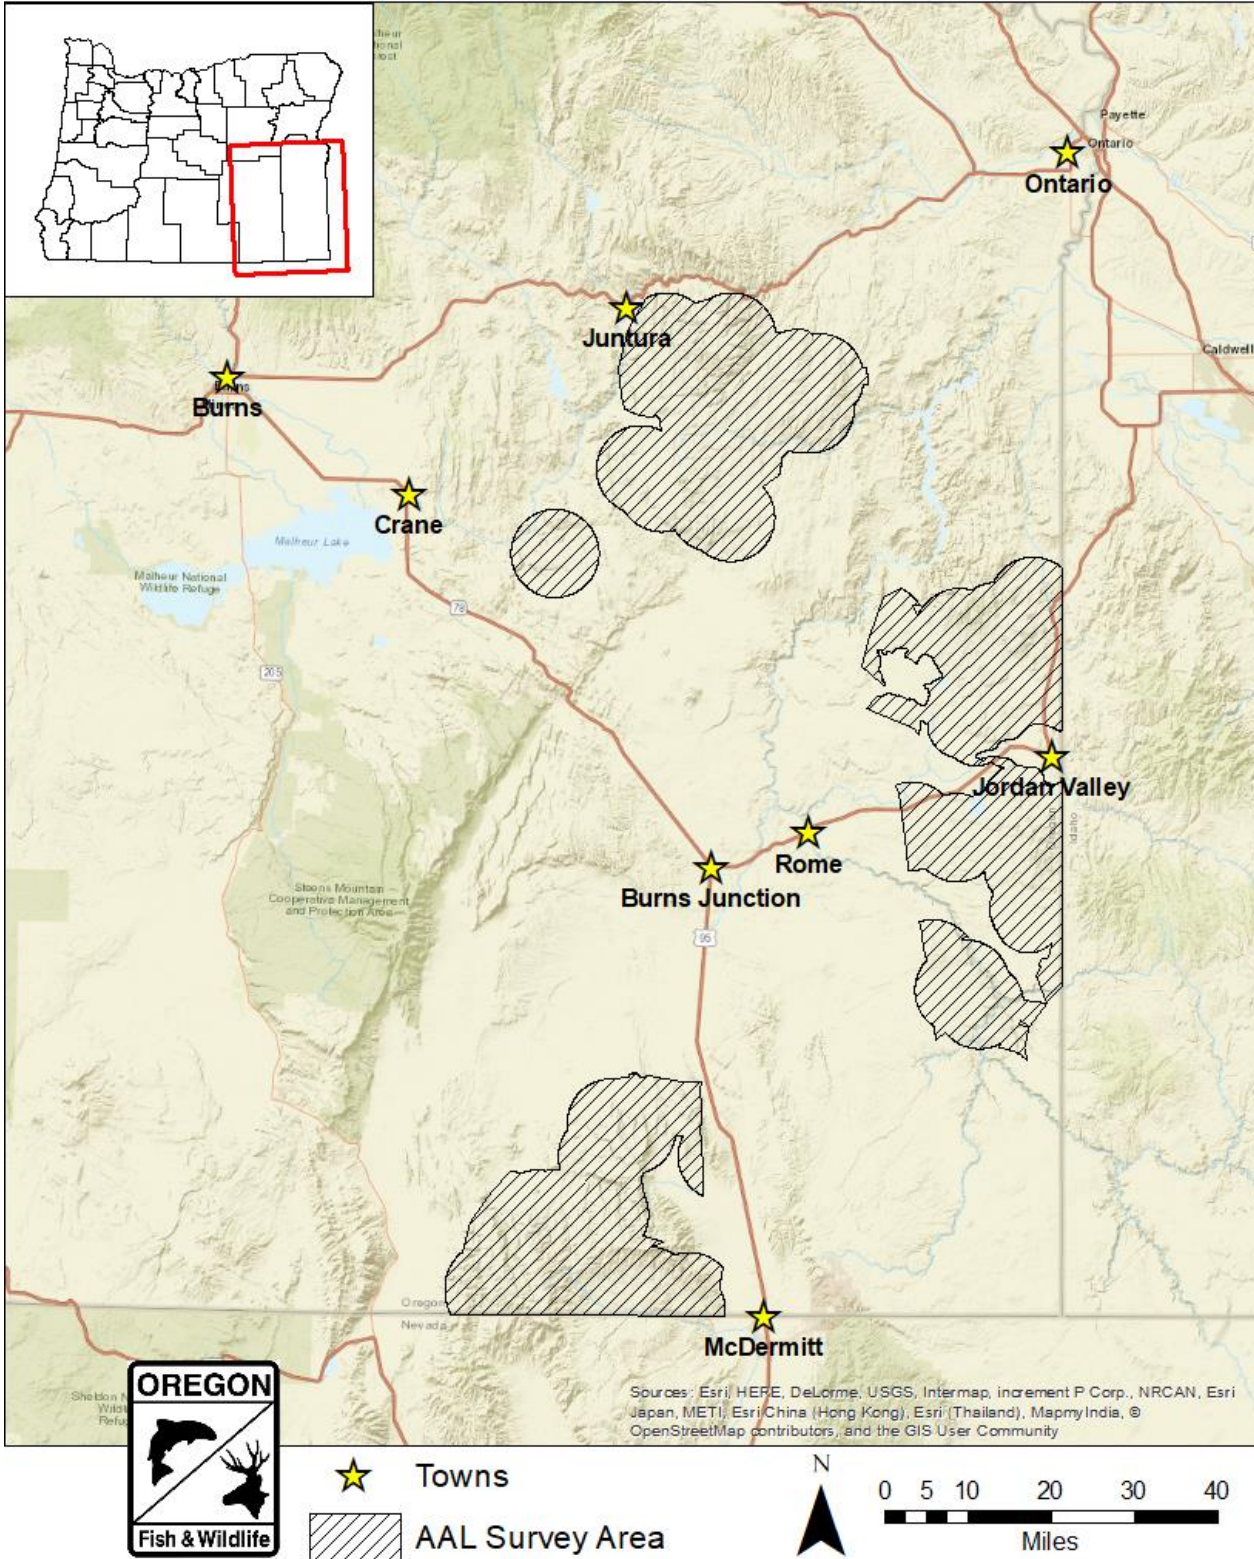 Payette
Ontario
Ontario
Juntura
Caldwell
Burns
Crane
Malheur Lake
Malheur National
Wildlife Refuge
78
205
Jordan Valley
Idaho
Rome
Burns Junction
Steens Mountain
Cooperative Management
and Protection Area
95
Oregon
Nevada
McDermitt
OREGON
Fish & Wildlife
Sources: Esri, HERE, DeLorme, USGS, Intermap, increment P Corp., NRCAN, Esri
Japan, METI, Esri China (Hong Kong), Esri (Thailand), MapmyIndia, ©
OpenStreetMap contributors, and the GIS User Community
Towns
AAL Survey Area
N
0 5 10 20 30 40
Miles